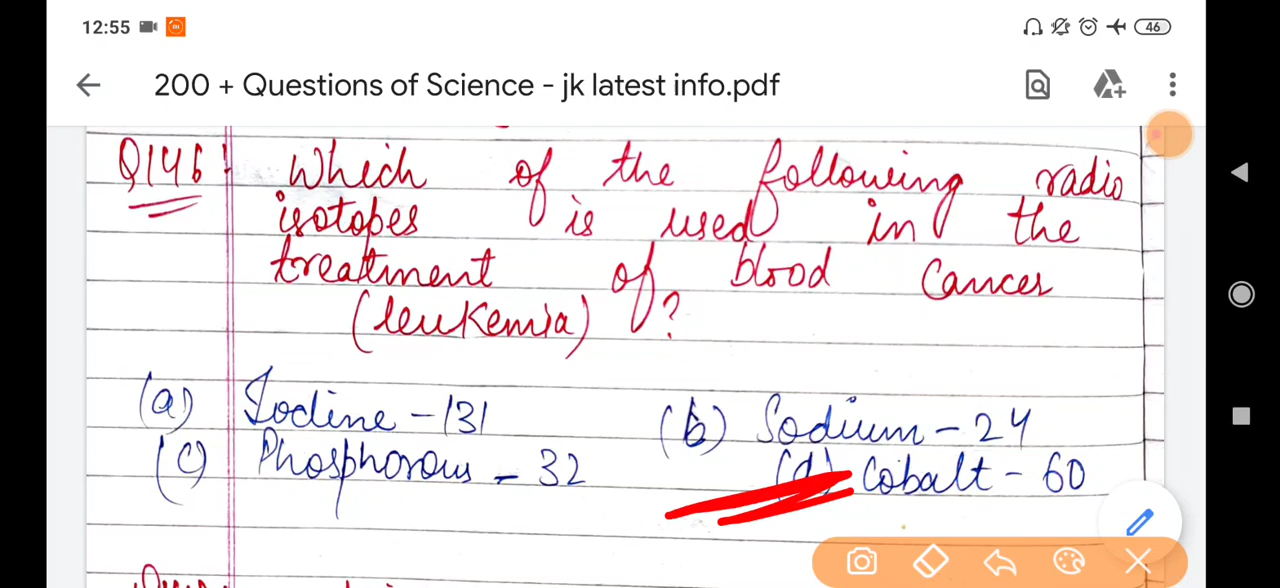 12:55
46
200 + Questions of Science - jk latest info.pdf
Q146: Which of the following radio
isotopes is used in the
treatment of blood cancer
(leukemia) of?
(a) Iodine - 131 (b) Sodium - 24
(c) Phosphorous - 32 (d) Cobalt - 60